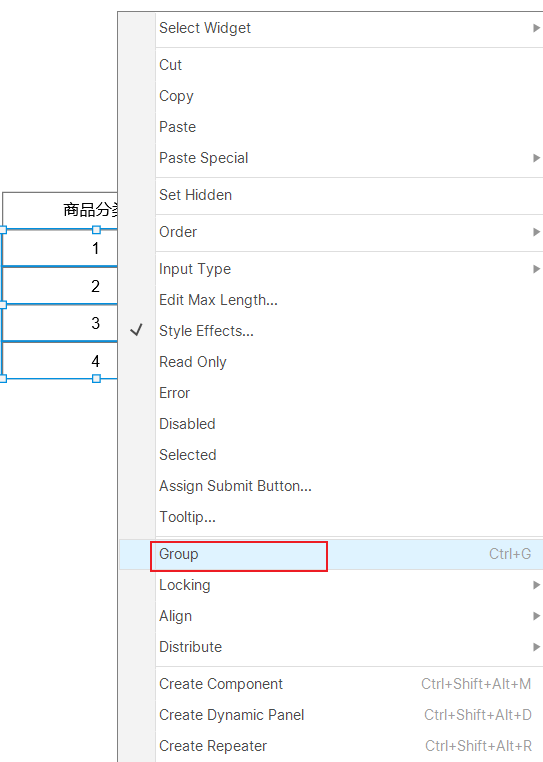 商品分类
1
2
3
4
Select Widget
Cut
Copy
Paste
Paste Special
Set Hidden
Order
Input Type
Edit Max Length...
Style Effects...
Read Only
Error
Disabled
Selected
Assign Submit Button...
Tooltip...
Group Ctrl+G
Locking
Align
Distribute
Create Component Ctrl+Shift+Alt+M
Create Dynamic Panel Ctrl+Shift+Alt+D
Create Repeater Ctrl+Shift+Alt+R